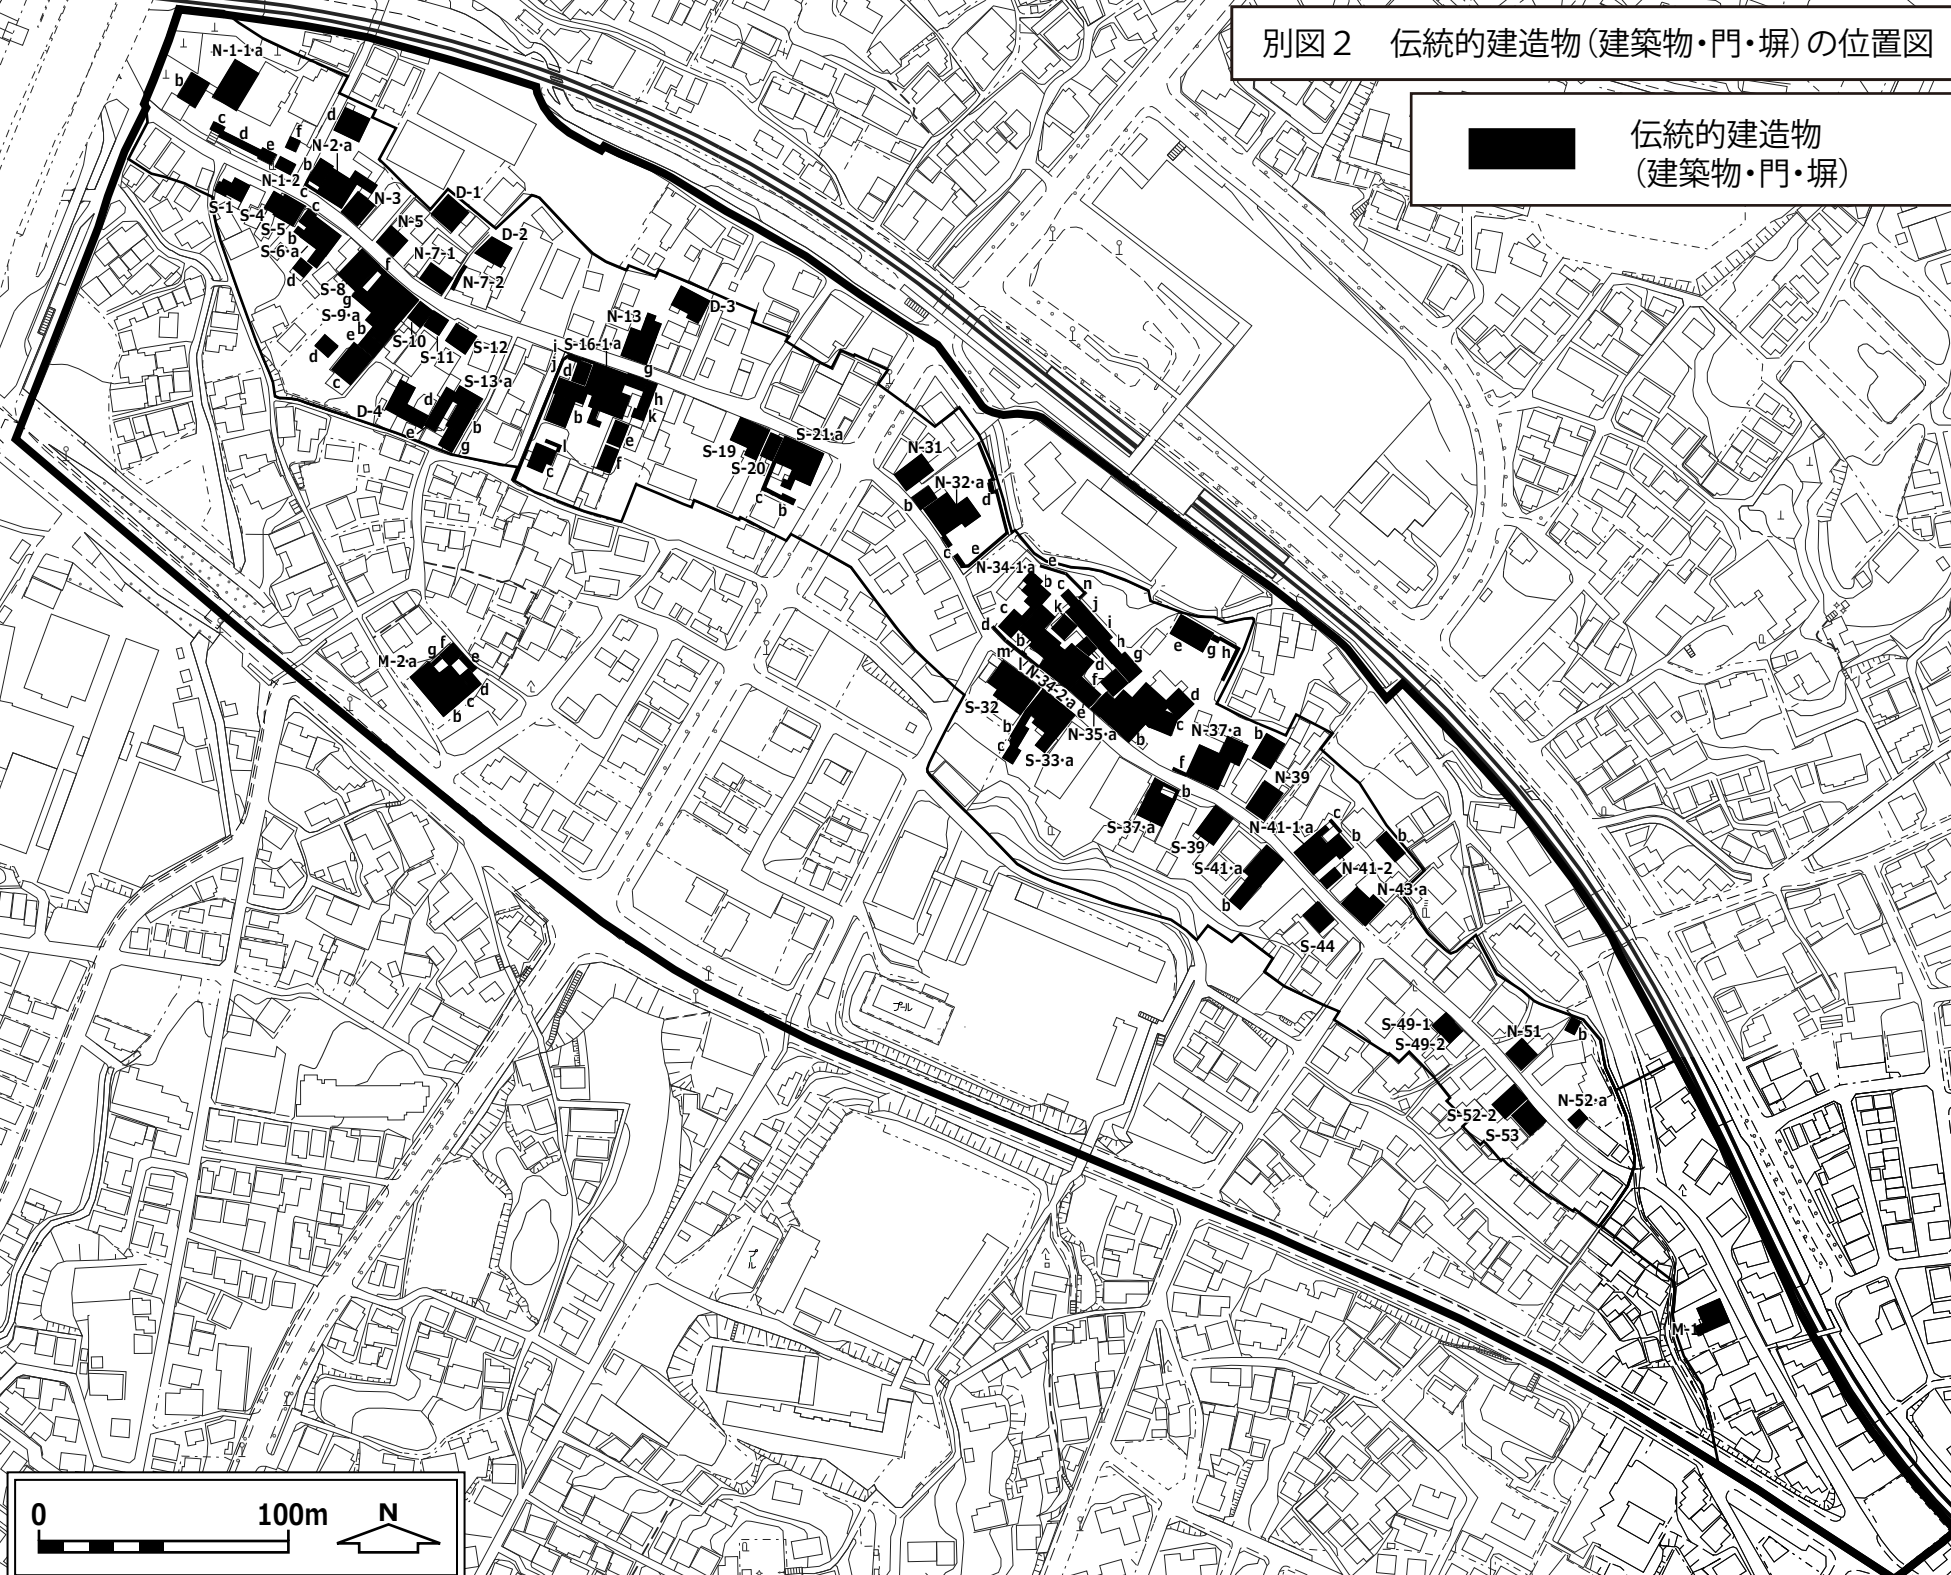 別図２　伝統的建造物（建築物・門・塀）の位置図
伝統的建造物
（建築物・門・塀）
N-1-1・a
b
c
d
e
f
N-1-2
d
N-2・a
b
c
N-3
D-1
N-5
D-2
N-7-1
N-7-2
S-1
S-4
S-5
c
b
S-6・a
d
f
S-8
g
S-9・a
e
b
d
c
S-10
S-11
S-12
S-13・a
d
D-4
e
b
g
N-13
D-3
S-16-1・a
i
j
d
g
h
k
b
e
f
l
c
S-19
S-20
S-21・a
c
b
N-31
N-32・a
b
d
c
e
N-34-1・a
e
b
c
n
k
j
i
h
g
c
d
b
m
l
d
f
N-34-2・a
e
S-32
b
c
S-33・a
N-35・a
b
c
d
e
g
h
N-37・a
b
f
b
S-37・a
N-39
S-39
N-41-1・a
c
b
b
S-41・a
b
N-41-2
N-43・a
S-44
S-49-1
S-49-2
N-51
b
N-52・a
S-52-2
S-53
M-1
M-2・a
g
f
e
d
c
b
プール
プール
0
100m
N